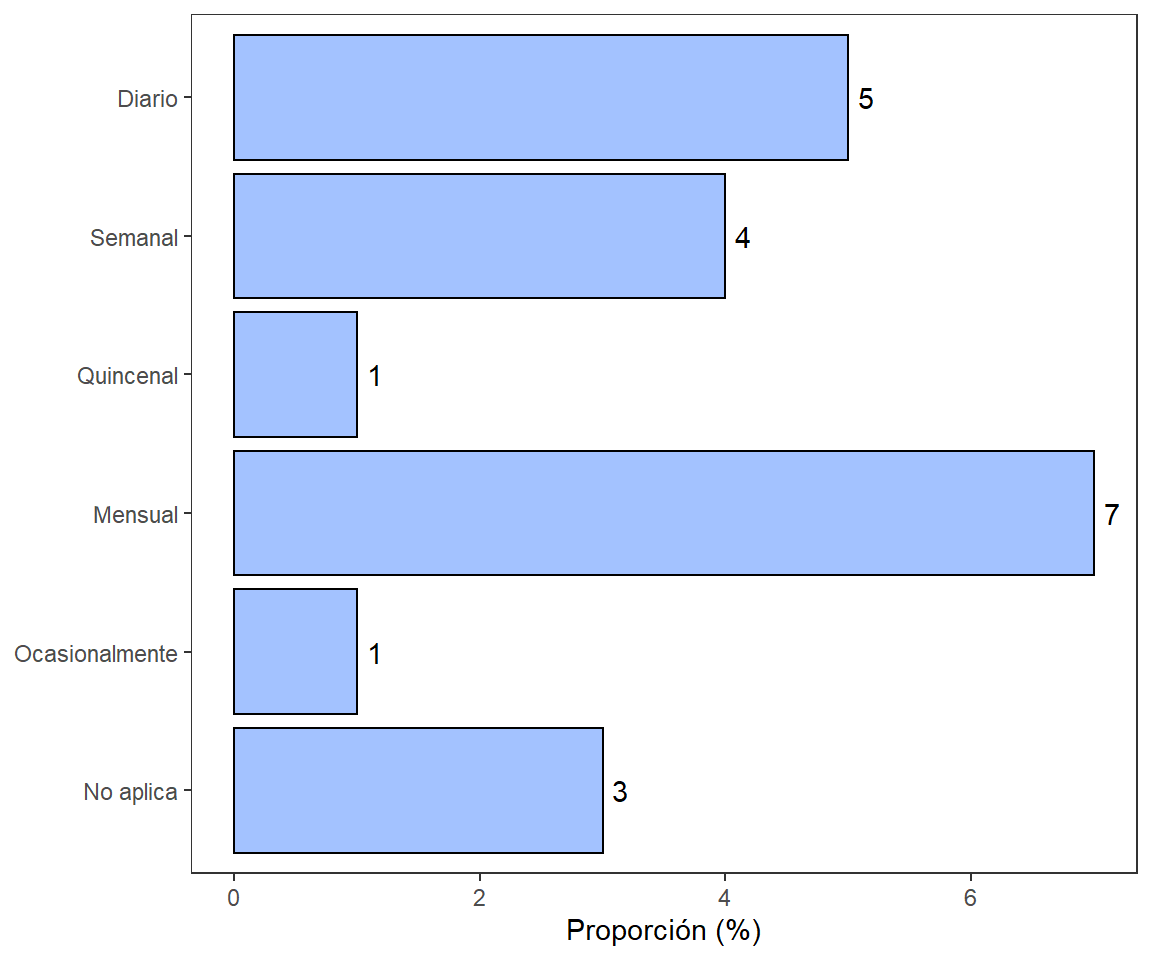 Diario 5
Semanal 4
Quincenal 1
Mensual 7
Ocasionalmente 1
No aplica 3
0 2 4 6
Proporción (%)